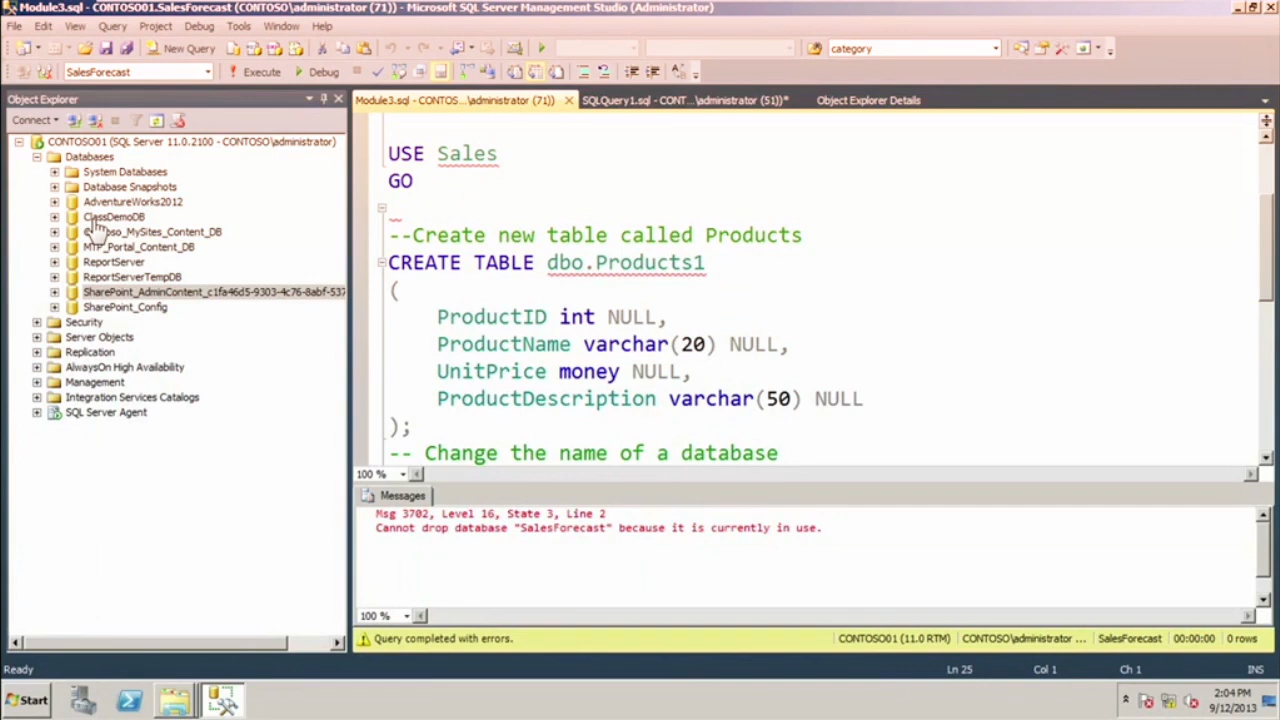 Module3.sql - CONTOSO01.SalesForecast (CONTOSO\administrator (71)) - Microsoft SQL Server Management Studio (Administrator)
File Edit View Query Project Debug Tools Window Help
New Query category
SalesForecast Execute Debug
Object Explorer
Module3.sql - CONTOS...\administrator (71)) SQLQuery1.sql - CONT...\administrator (51))* Object Explorer Details
Connect
CONTOSO01 (SQL Server 11.0.2100 - CONTOSO\administrator)
Databases
System Databases
Database Snapshots
AdventureWorks2012
ClassDemoDB
_MySites_Content_DB
Portal_Content_DB
ReportServer
ReportServerTempDB
SharePoint_AdminContent_c1fa46d5-9303-4c76-8abf-537
SharePoint_Config
Security
Server Objects
Replication
AlwaysOn High Availability
Management
Integration Services Catalogs
SQL Server Agent
USE Sales
GO
--Create new table called Products
CREATE TABLE dbo.Products1
(
ProductID int NULL,
ProductName varchar(20) NULL,
UnitPrice money NULL,
ProductDescription varchar(50) NULL
);
-- Change the name of a database
100 %
Messages
Msg 3702, Level 16, State 3, Line 2
Cannot drop database "SalesForecast" because it is currently in use.
100 %
Query completed with errors. CONTOSO01 (11.0 RTM) CONTOSO\administrator ... SalesForecast 00:00:00 0 rows
Ready Ln 25 Col 1 Ch 1 INS
Start 2:04 PM
9/12/2013